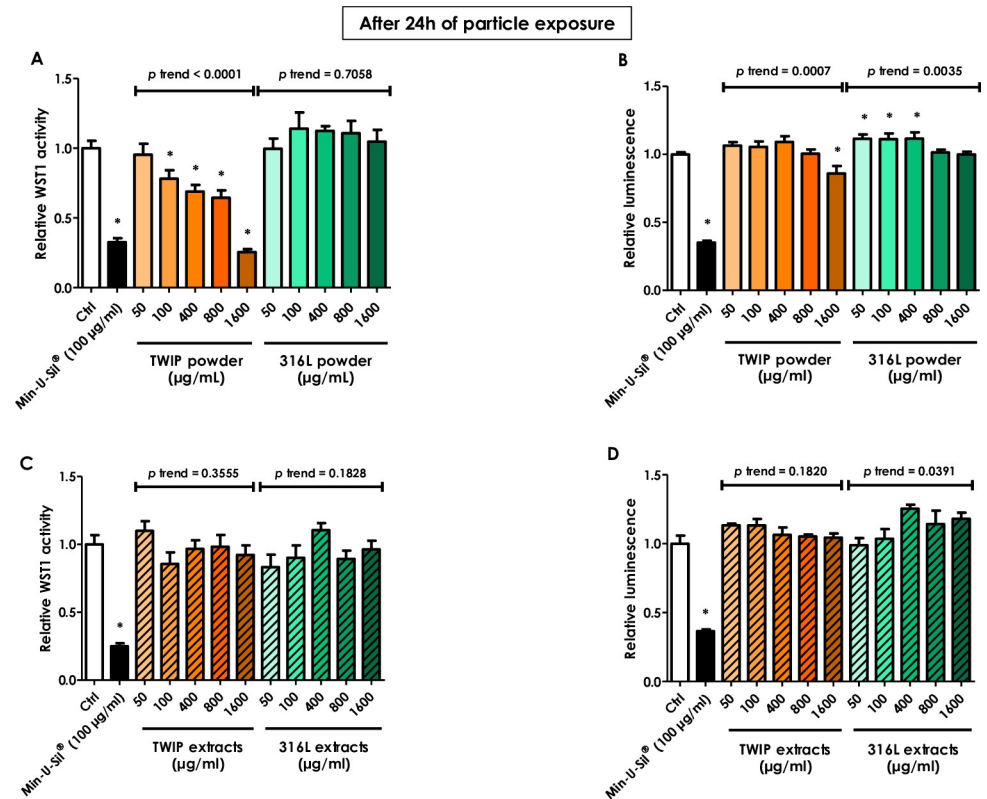 After 24h of particle exposure
A
p trend < 0.0001
p trend = 0.7058
Relative WST1 activity
1.5
1.0
0.5
0.0
*
*
*
*
*
Ctrl
Min-U-Sil® (100 µg/ml)
50
100
400
800
1600
50
100
400
800
1600
TWIP powder
(µg/mL)
316L powder
(µg/mL)
B
p trend = 0.0007
p trend = 0.0035
Relative luminescence
1.5
1.0
0.5
0.0
*
*
*
*
*
Ctrl
Min-U-Sil® (100 µg/ml)
50
100
400
800
1600
50
100
400
800
1600
TWIP powder
(µg/ml)
316L powder
(µg/ml)
C
p trend = 0.3555
p trend = 0.1828
Relative WST1 activity
1.5
1.0
0.5
0.0
*
Ctrl
Min-U-Sil® (100 µg/ml)
50
100
400
800
1600
50
100
400
800
1600
TWIP extracts
(µg/ml)
316L extracts
(µg/ml)
D
p trend = 0.1820
p trend = 0.0391
Relative luminescence
1.5
1.0
0.5
0.0
*
Ctrl
Min-U-Sil® (100 µg/ml)
50
100
400
800
1600
50
100
400
800
1600
TWIP extracts
(µg/ml)
316L extracts
(µg/ml)